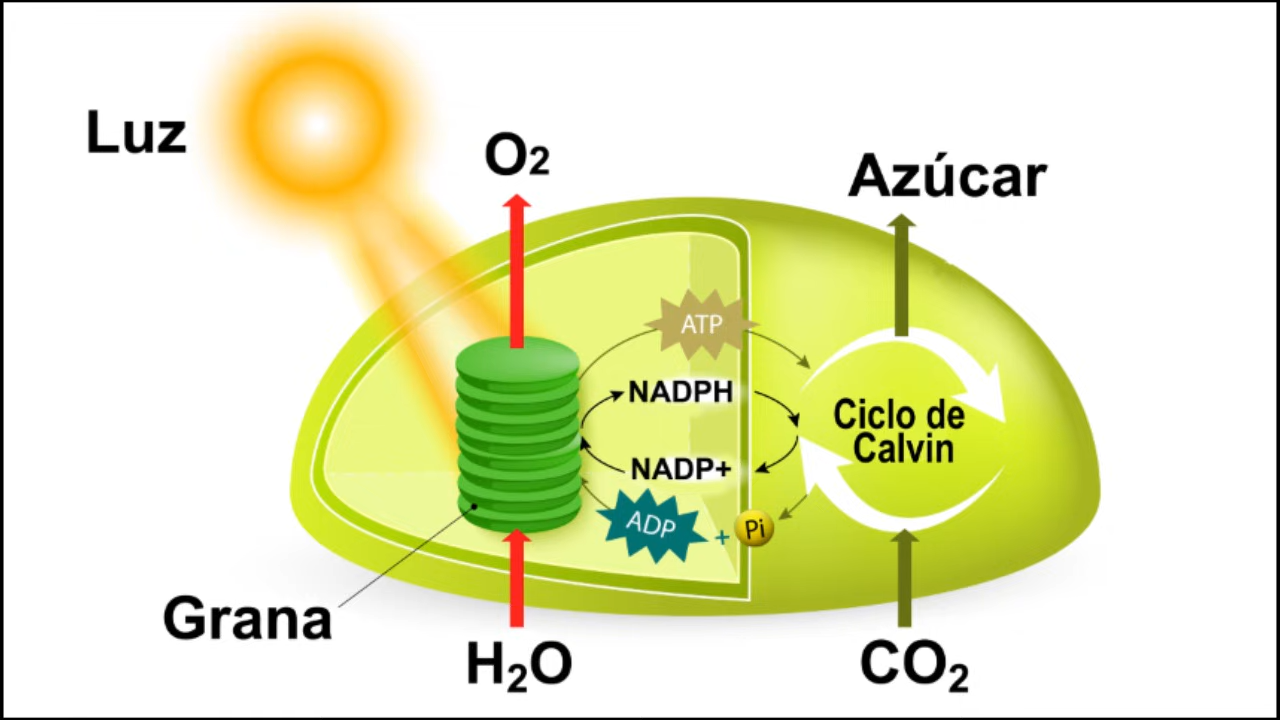 Luz
O2
Azúcar
ATP
NADPH
Ciclo de
Calvin
NADP+
ADP + Pi
Grana
H2O
CO2